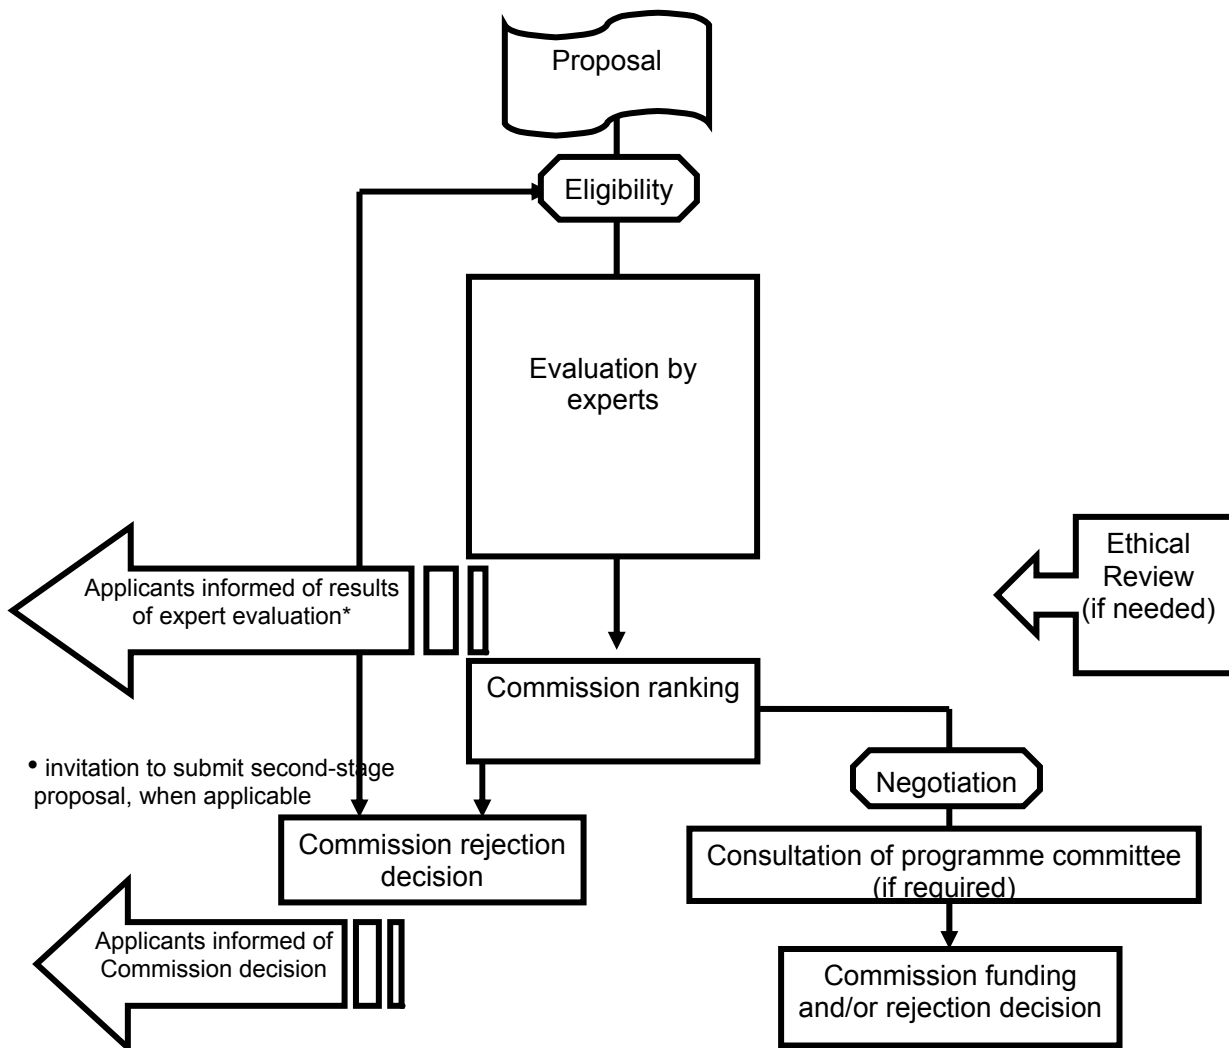 Proposal
Eligibility
Evaluation by
experts
Ethical
Review
(if needed)
Applicants informed of results
of expert evaluation*
Commission ranking
• invitation to submit second-stage
proposal, when applicable
Negotiation
Commission rejection
decision
Consultation of programme committee
(if required)
Applicants informed of
Commission decision
Commission funding
and/or rejection decision